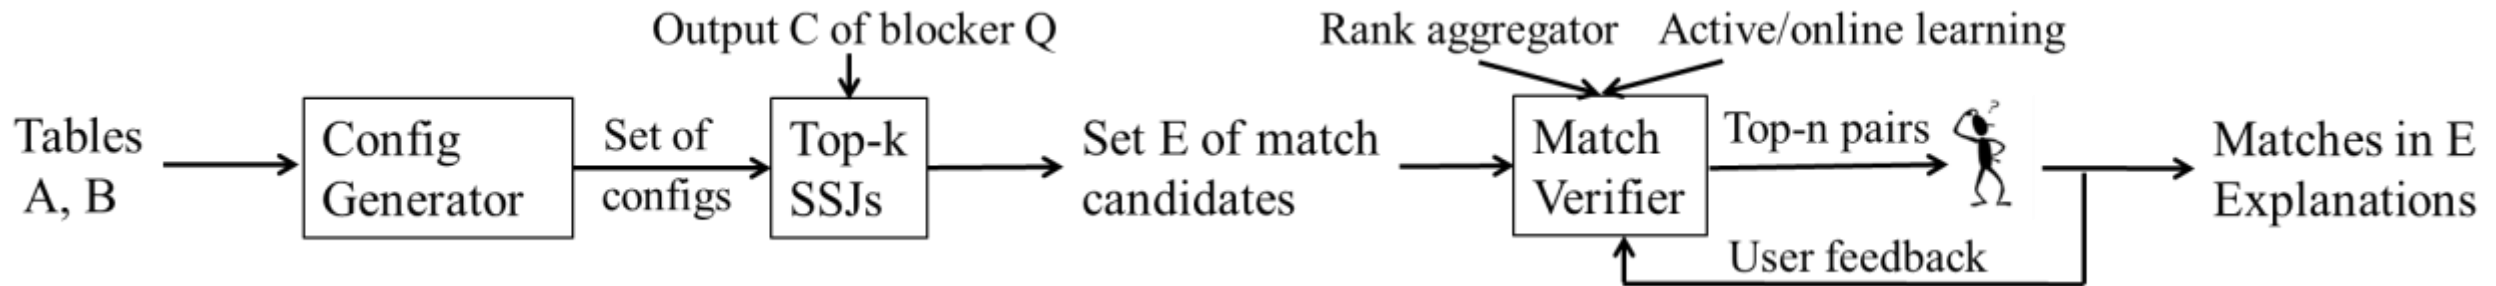 Output C of blocker Q
Rank aggregator
Active/online learning
Tables
A, B
Config
Generator
Set of
configs
Top-k
SSJs
Set E of match
candidates
Match
Verifier
Top-n pairs
?
Matches in E
Explanations
User feedback